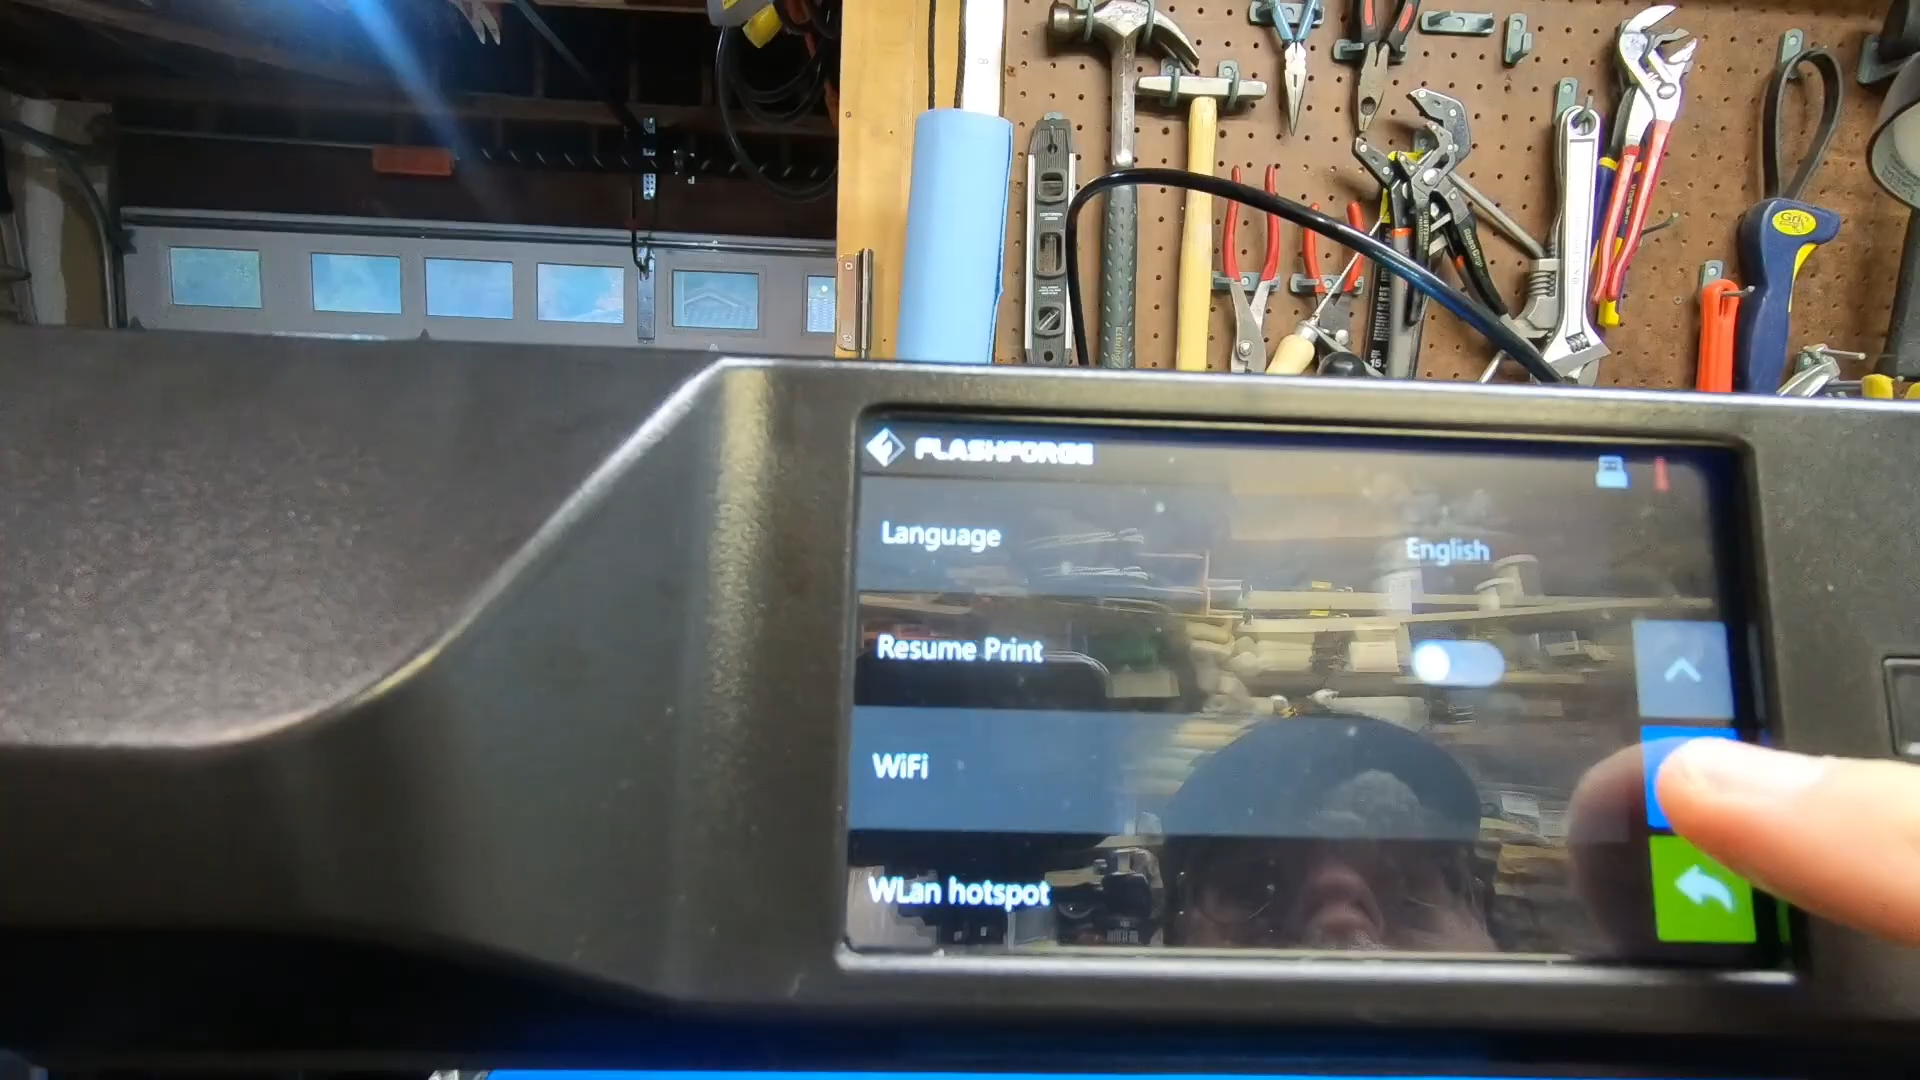 FLASHFORGE
Language
English
Resume Print
WiFi
WLan hotspot